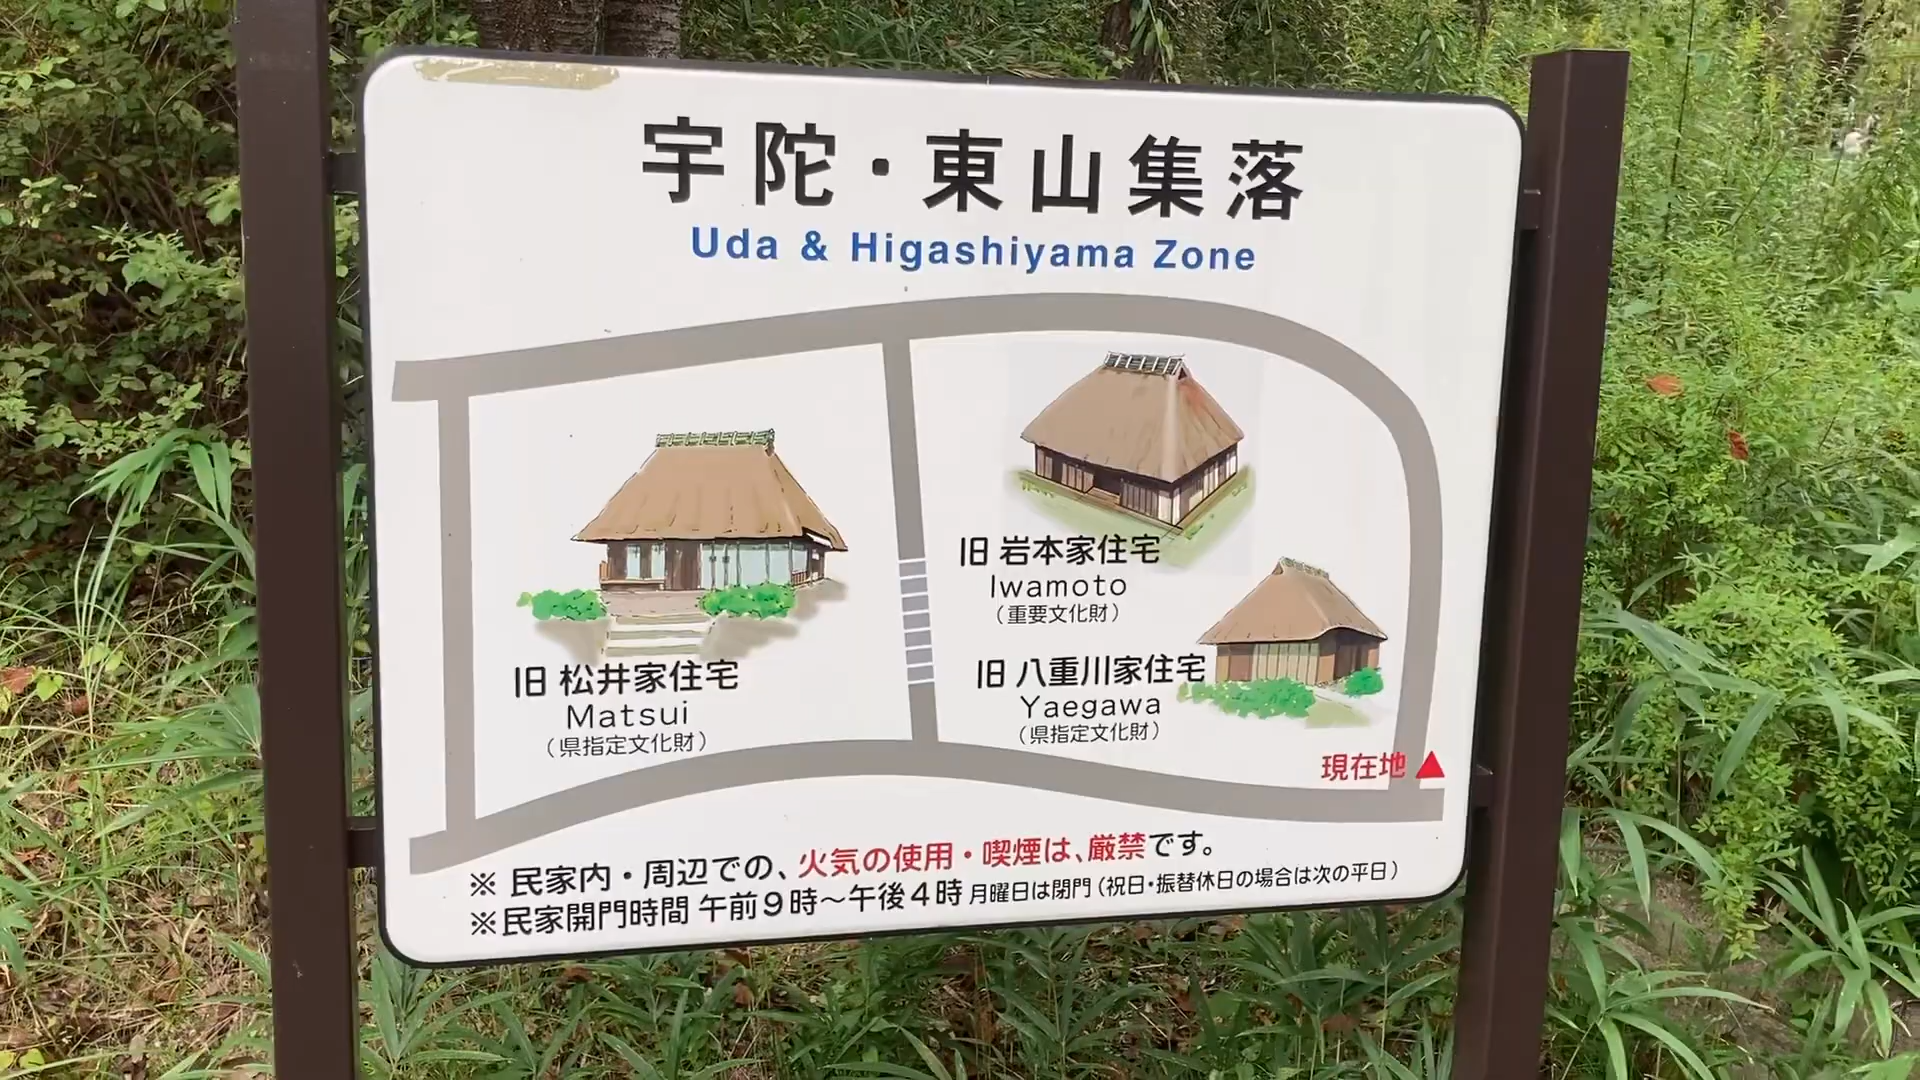 宇陀・東山集落
Uda & Higashiyama Zone
旧 岩本家住宅
Iwamoto
（重要文化財）
旧 松井家住宅
Matsui
（県指定文化財）
旧 八重川家住宅
Yaegawa
（県指定文化財）
現在地▲
※ 民家内・周辺での、火気の使用・喫煙は、厳禁です。
※民家開門時間 午前9時～午後4時 月曜日は閉門（祝日・振替休日の場合は次の平日）